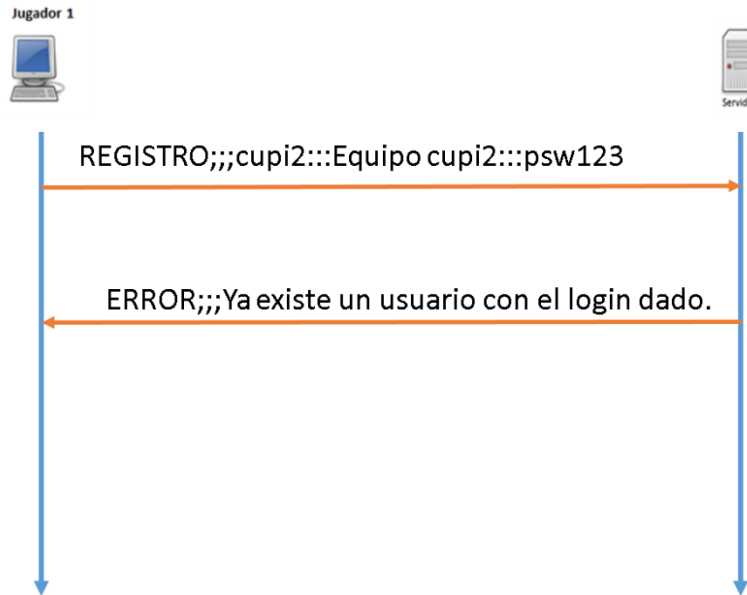 Jugador 1
REGISTRO;;;cupi2:::Equipo cupi2:::psw123
ERROR;;;Ya existe un usuario con el login dado.